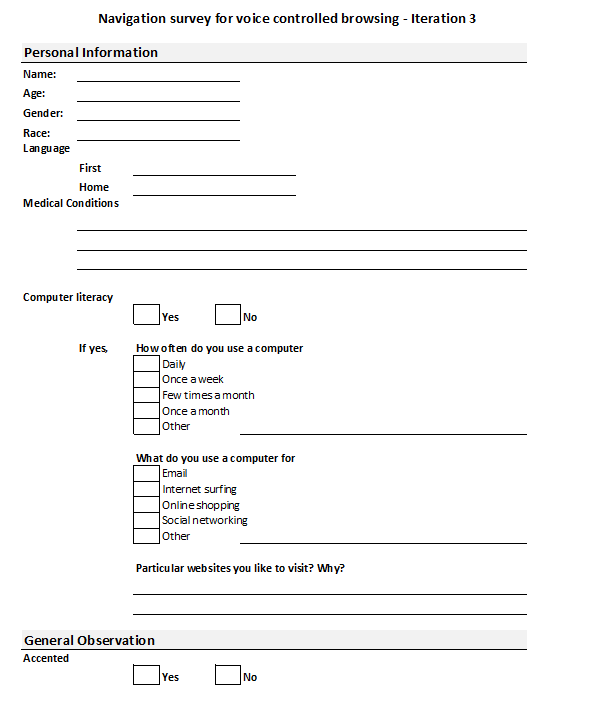 Navigation survey for voice controlled browsing - Iteration 3
Personal Information
Name:
Age:
Gender:
Race:
Language
First
Home
Medical Conditions
Computer literacy
Yes No
If yes, How often do you use a computer
Daily
Once a week
Few times a month
Once a month
Other
What do you use a computer for
Email
Internet surfing
Online shopping
Social networking
Other
Particular websites you like to visit? Why?
General Observation
Accented
Yes No